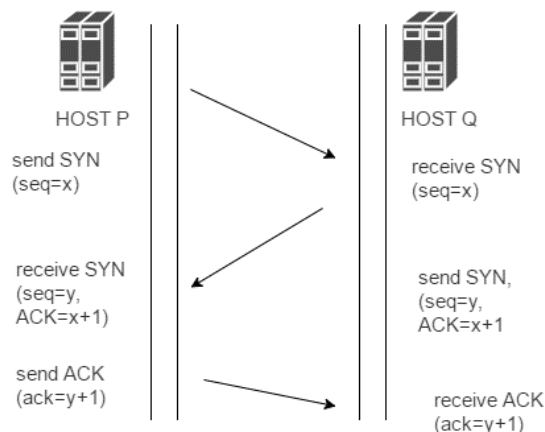 HOST P
HOST Q
send SYN
(seq=x)
receive SYN
(seq=x)
receive SYN
(seq=y,
ACK=x+1)
send SYN,
(seq=y,
ACK=x+1
send ACK
(ack=y+1)
receive ACK
(ack=y+1)